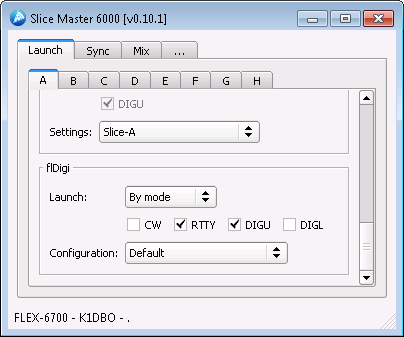 Slice Master 6000 [v0.10.1]
Launch Sync Mix ...
A B C D E F G H
DIGU
Settings: Slice-A
flDigi
Launch: By mode
CW RTTY DIGU DIGL
Configuration: Default
FLEX-6700 - K1DBO - .